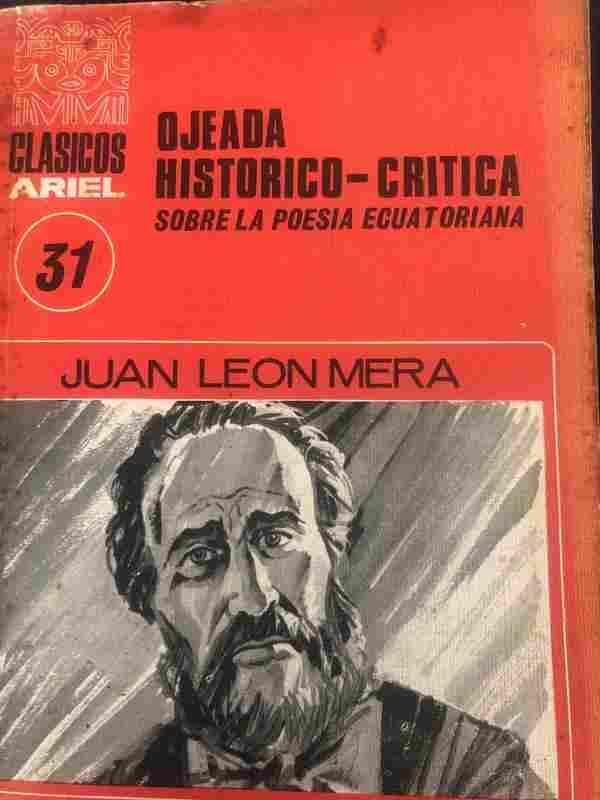 CLASICOS
ARIEL
31
OJEADA
HISTORICO-CRITICA
SOBRE LA POESIA ECUATORIANA
JUAN LEON MERA